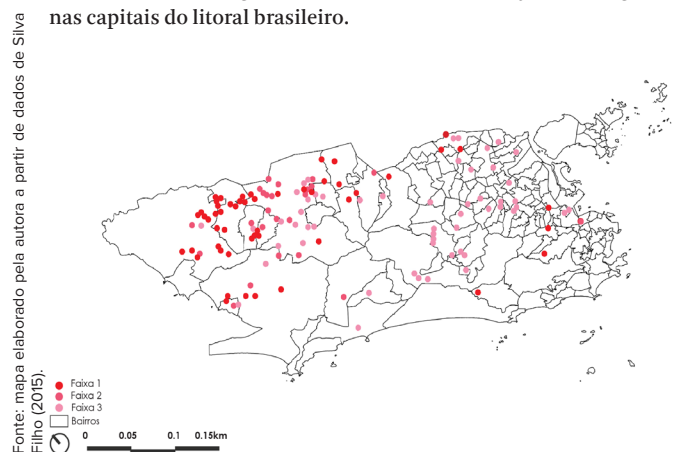 nas capitais do litoral brasileiro.
Fonte: mapa elaborado pela autora a partir de dados de Silva
Filho (2015).
Faixa 1
Faixa 2
Faixa 3
Bairros
0 0.05 0.1 0.15km